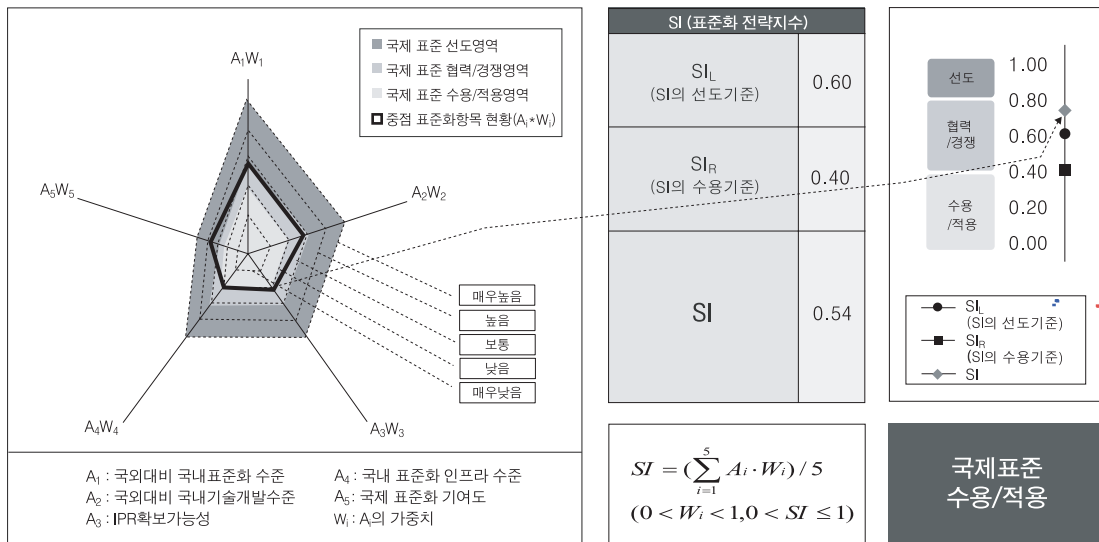 국제 표준 선도영역
국제 표준 협력/경쟁영역
국제 표준 수용/적용영역
중점 표준화항목 현황(Ai*Wi)
A1W1
A2W2
A3W3
A4W4
A5W5
매우높음
높음
보통
낮음
매우낮음
A1 : 국외대비 국내표준화 수준
A2 : 국외대비 국내기술개발수준
A3 : IPR확보가능성
A4 : 국내 표준화 인프라 수준
A5 : 국제 표준화 기여도
Wi : Ai의 가중치
SI (표준화 전략지수)
SIL
(SI의 선도기준)
0.60
SIR
(SI의 수용기준)
0.40
SI
0.54
SI = (∑ i=1 5 Ai · Wi) / 5
(0 < Wi < 1,0 < SI ≤ 1)
선도
협력
/경쟁
수용
/적용
1.00
0.80
0.60
0.40
0.20
0.00
SIL
(SI의 선도기준)
SIR
(SI의 수용기준)
SI
국제표준
수용/적용